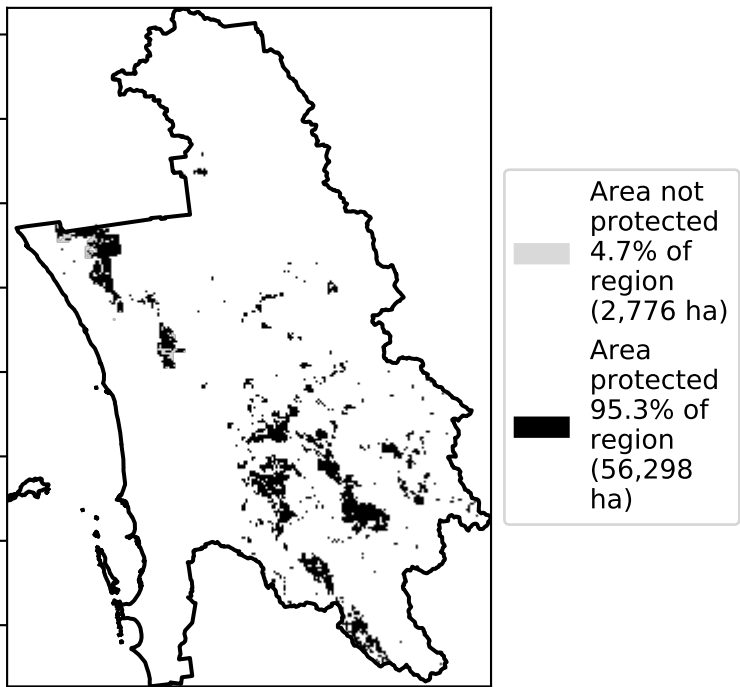 Area not
protected
4.7% of
region
(2,776 ha)
Area
protected
95.3% of
region
(56,298
ha)